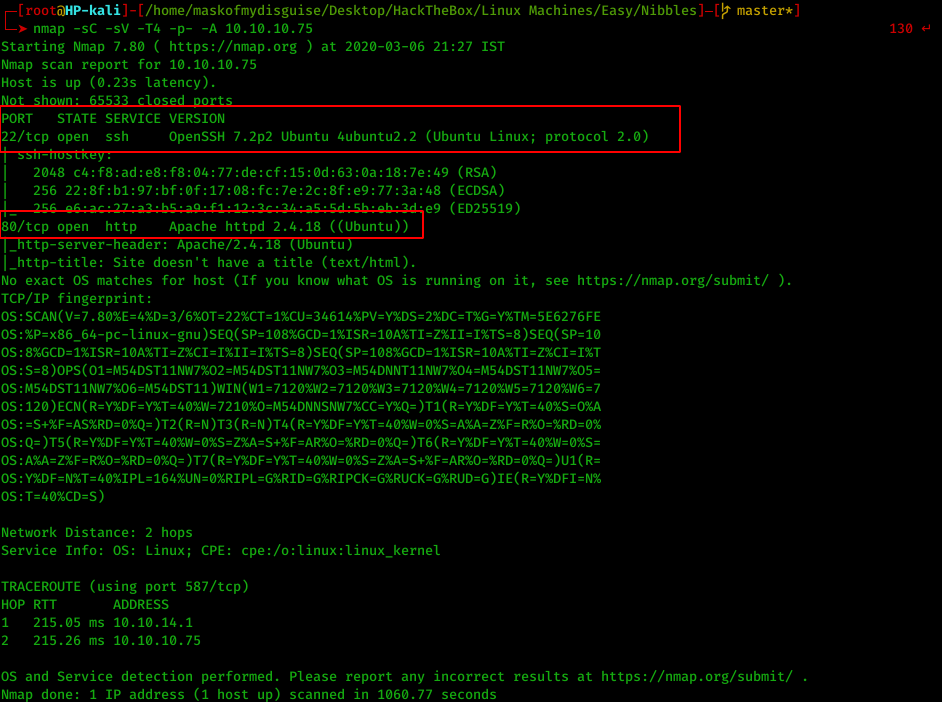 ┌─[root@HP-kali]─[/home/maskofmydisguise/Desktop/HackTheBox/Linux Machines/Easy/Nibbles]─[ master*]
└─➤ nmap -sC -sV -T4 -p- -A 10.10.10.75 130 ↵
Starting Nmap 7.80 ( https://nmap.org ) at 2020-03-06 21:27 IST
Nmap scan report for 10.10.10.75
Host is up (0.23s latency).
Not shown: 65533 closed ports
PORT   STATE SERVICE VERSION
22/tcp open  ssh     OpenSSH 7.2p2 Ubuntu 4ubuntu2.2 (Ubuntu Linux; protocol 2.0)
| ssh-hostkey:
|   2048 c4:f8:ad:e8:f8:04:77:de:cf:15:0d:63:0a:18:7e:49 (RSA)
|   256 22:8f:b1:97:bf:0f:17:08:fc:7e:2c:8f:e9:77:3a:48 (ECDSA)
|_  256 e6:ac:27:a3:b5:a9:f1:12:3c:34:a5:5d:5b:eb:3d:e9 (ED25519)
80/tcp open  http    Apache httpd 2.4.18 ((Ubuntu))
|_http-server-header: Apache/2.4.18 (Ubuntu)
|_http-title: Site doesn't have a title (text/html).
No exact OS matches for host (If you know what OS is running on it, see https://nmap.org/submit/ ).
TCP/IP fingerprint:
OS:SCAN(V=7.80%E=4%D=3/6%OT=22%CT=1%CU=34614%PV=Y%DS=2%DC=T%G=Y%TM=5E6276FE
OS:%P=x86_64-pc-linux-gnu)SEQ(SP=108%GCD=1%ISR=10A%TI=Z%II=I%TS=8)SEQ(SP=10
OS:8%GCD=1%ISR=10A%TI=Z%CI=I%II=I%TS=8)SEQ(SP=108%GCD=1%ISR=10A%TI=Z%CI=I%T
OS:S=8)OPS(O1=M54DST11NW7%O2=M54DST11NW7%O3=M54DNNT11NW7%O4=M54DST11NW7%O5=
OS:M54DST11NW7%O6=M54DST11)WIN(W1=7120%W2=7120%W3=7120%W4=7120%W5=7120%W6=7
OS:120)ECN(R=Y%DF=Y%T=40%W=7210%O=M54DNNSNW7%CC=Y%Q=)T1(R=Y%DF=Y%T=40%S=O%A
OS:=S+%F=AS%RD=0%Q=)T2(R=N)T3(R=N)T4(R=Y%DF=Y%T=40%W=0%S=A%A=Z%F=R%O=%RD=0%
OS:Q=)T5(R=Y%DF=Y%T=40%W=0%S=Z%A=S+%F=AR%O=%RD=0%Q=)T6(R=Y%DF=Y%T=40%W=0%S=
OS:A%A=Z%F=R%O=%RD=0%Q=)T7(R=Y%DF=Y%T=40%W=0%S=Z%A=S+%F=AR%O=%RD=0%Q=)U1(R=
OS:Y%DF=N%T=40%IPL=164%UN=0%RIPL=G%RID=G%RIPCK=G%RUCK=G%RUD=G)IE(R=Y%DFI=N%
OS:T=40%CD=S)
Network Distance: 2 hops
Service Info: OS: Linux; CPE: cpe:/o:linux:linux_kernel
TRACEROUTE (using port 587/tcp)
HOP RTT       ADDRESS
1   215.05 ms 10.10.14.1
2   215.26 ms 10.10.10.75
OS and Service detection performed. Please report any incorrect results at https://nmap.org/submit/ .
Nmap done: 1 IP address (1 host up) scanned in 1060.77 seconds